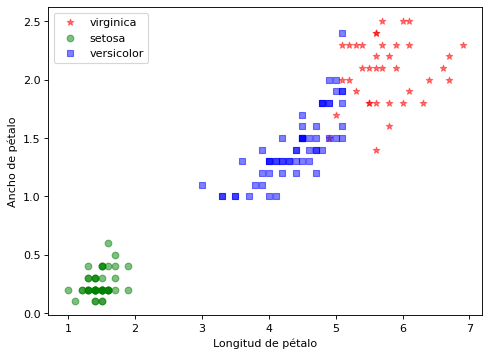 virginica
setosa
versicolor
2.5
2.0
1.5
1.0
0.5
0.0
Ancho de pétalo
1 2 3 4 5 6 7
Longitud de pétalo